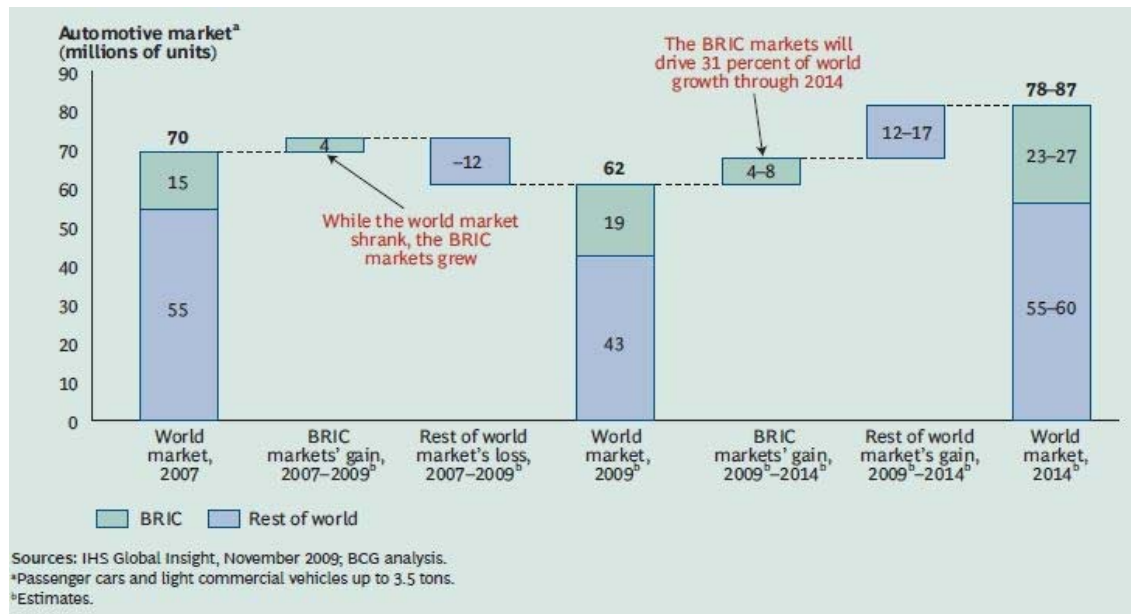 Automotive marketᵃ
(millions of units)
90
80
70
60
50
40
30
20
10
0
70
15
55
4
–12
62
19
43
4–8
12–17
78–87
23–27
55–60
While the world market
shrank, the BRIC
markets grew
The BRIC markets will
drive 31 percent of world
growth through 2014
World
market,
2007
BRIC
markets' gain,
2007–2009ᵇ
Rest of world
market's loss,
2007–2009ᵇ
World
market,
2009ᵇ
BRIC
markets' gain,
2009ᵇ–2014ᵇ
Rest of world
market's gain,
2009ᵇ–2014ᵇ
World
market,
2014ᵇ
BRIC
Rest of world
Sources: IHS Global Insight, November 2009; BCG analysis.
ᵃPassenger cars and light commercial vehicles up to 3.5 tons.
ᵇEstimates.